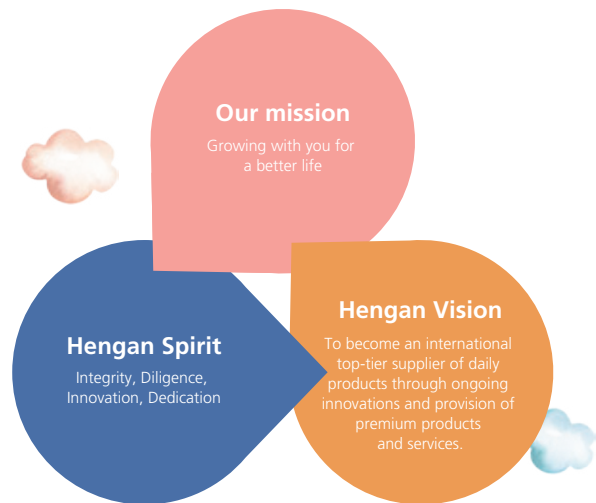 Our mission
Growing with you for
a better life
Hengan Spirit
Integrity, Diligence,
Innovation, Dedication
Hengan Vision
To become an international
top-tier supplier of daily
products through ongoing
innovations and provision of
premium products
and services.